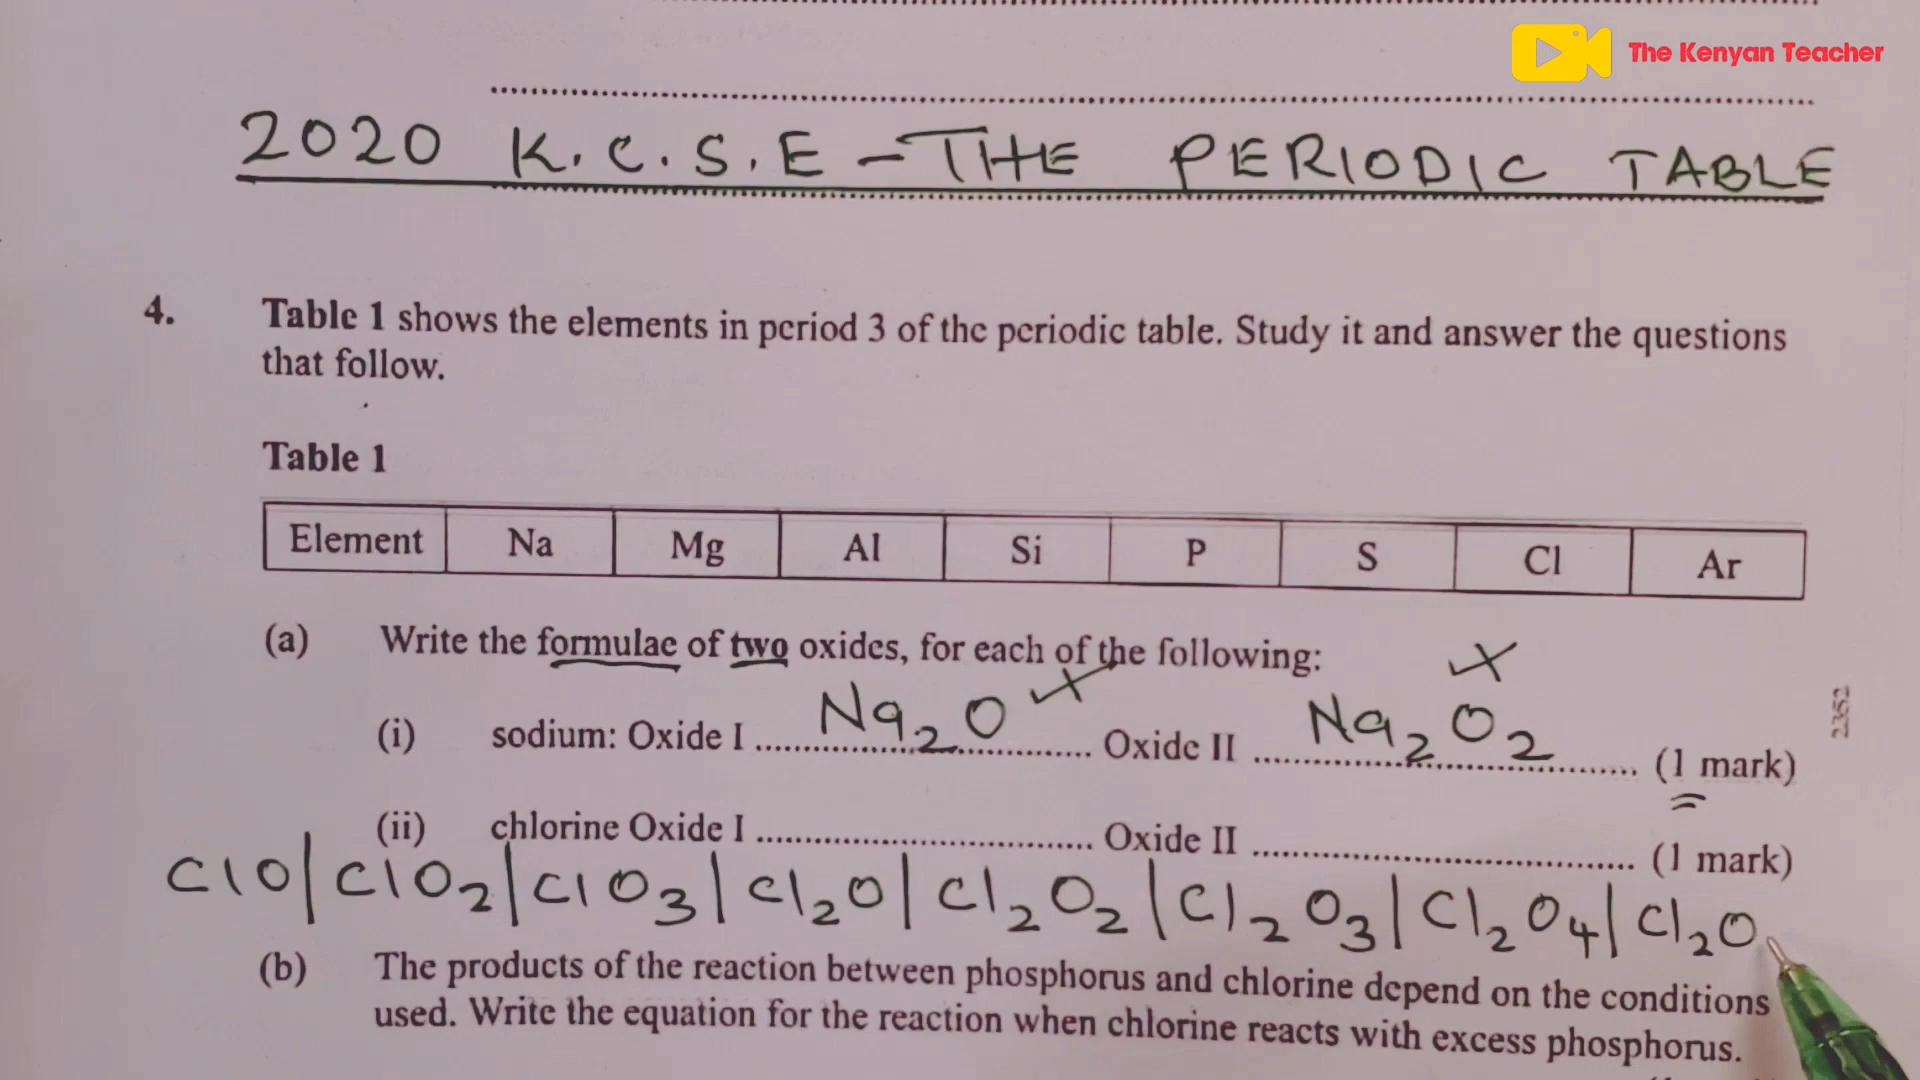 The Kenyan Teacher
2020 K.C.S.E - THE PERIODIC TABLE
4. Table 1 shows the elements in period 3 of the periodic table. Study it and answer the questions
that follow.
Table 1
Element Na Mg Al Si P S Cl Ar
(a) Write the formulae of two oxides, for each of the following:
(i) sodium: Oxide I Na2O Oxide II Na2O2 (1 mark)
2352
(ii) chlorine Oxide I .................................. Oxide II .................................. (1 mark)
ClO | ClO2 | ClO3 | Cl2O | Cl2O2 | Cl2O3 | Cl2O4 | Cl2O
(b) The products of the reaction between phosphorus and chlorine depend on the conditions
used. Write the equation for the reaction when chlorine reacts with excess phosphorus.